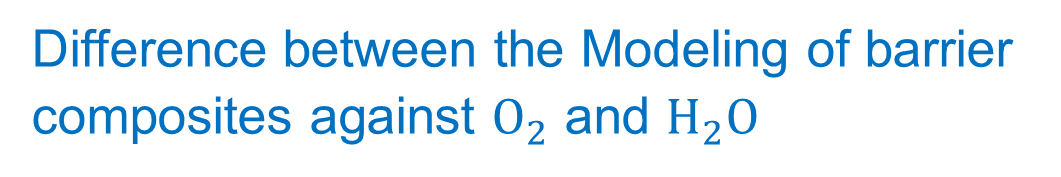 Difference between the Modeling of barrier
composites against O₂ and H₂O